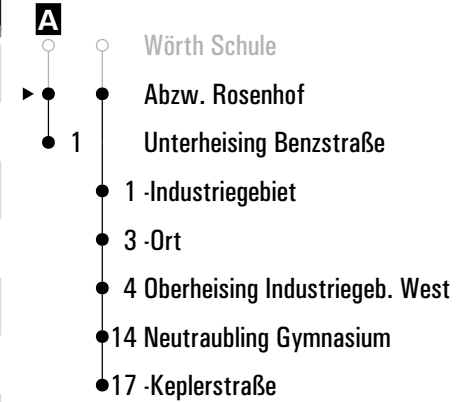 A
Wörth Schule
Abzw. Rosenhof
1 Unterheising Benzstraße
1 -Industriegebiet
3 -Ort
4 Oberheising Industriegeb. West
14 Neutraubling Gymnasium
17 -Keplerstraße